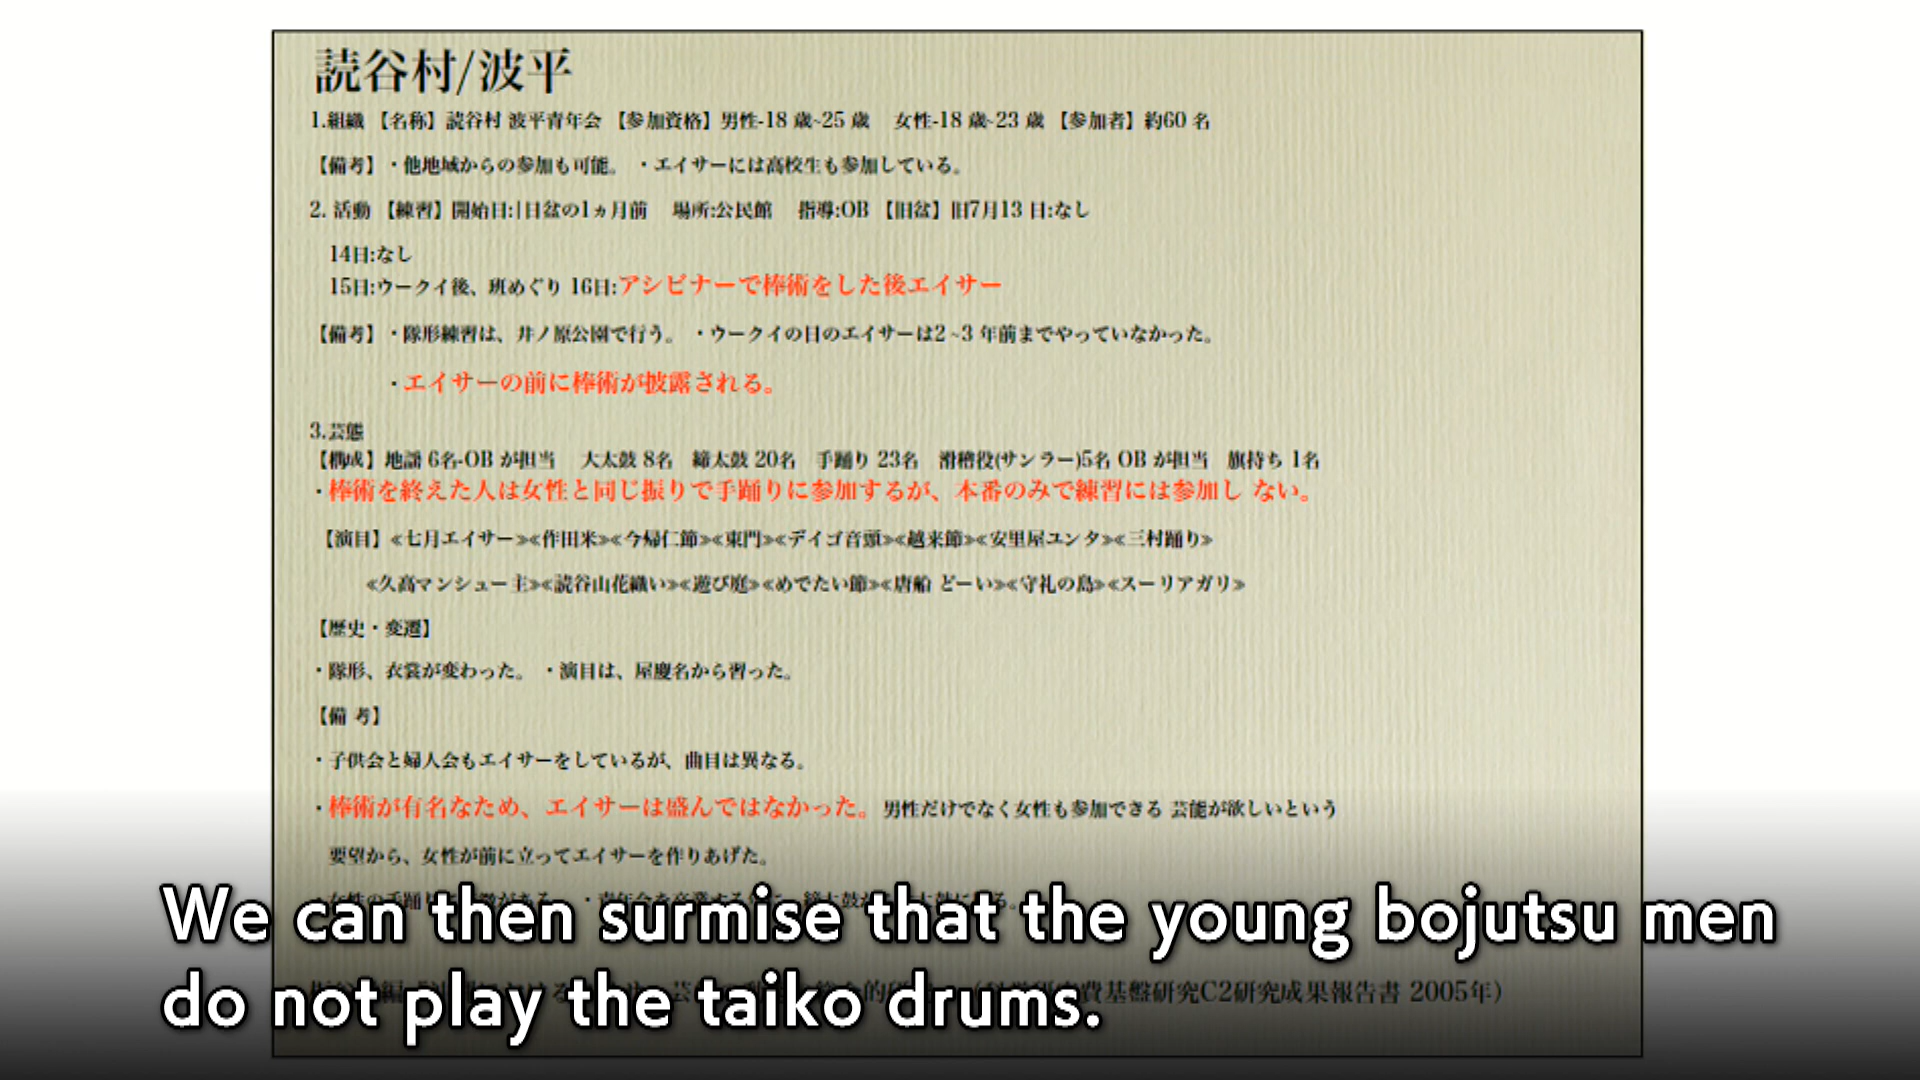 読谷村/波平
1.組織 【名称】読谷村 波平青年会 【参加資格】男性-18 歳~25 歳 女性-18 歳~23 歳 【参加者】約60 名
【備考】・他地域からの参加も可能。 ・エイサーには高校生も参加している。
2. 活動 【練習】開始日:|日盆の1ヵ月前 場所:公民館 指導:OB 【旧盆】旧7月13 日:なし
14日:なし
15日:ウークイ後、班めぐり 16日:アシビナーで棒術をした後エイサー
【備考】・隊形練習は、井ノ原公園で行う。 ・ウークイの日のエイサーは2~3 年前までやっていなかった。
・エイサーの前に棒術が披露される。
3.芸態
【構成】地謡 6名-OB が担当 大太鼓 8名 締太鼓 20名 手踊り 23名 滑稽役(サンラー)5名 OB が担当 旗持ち 1名
・棒術を終えた人は女性と同じ振りで手踊りに参加するが、本番のみで練習には参加し ない。
【演目】≪七月エイサー≫≪作田米≫≪今帰仁節≫≪東門≫≪デイゴ音頭≫≪越来節≫≪安里屋ユンタ≫≪三村踊り≫
≪久高マンシュー主≫≪読谷山花織い≫≪遊び庭≫≪めでたい節≫≪唐船 どーい≫≪守礼の島≫≪スーリアガリ≫
【歴史・変遷】
・隊形、衣裳が変わった。 ・演目は、屋慶名から習った。
【備 考】
・子供会と婦人会もエイサーをしているが、曲目は異なる。
・棒術が有名なため、エイサーは盛んではなかった。男性だけでなく女性も参加できる 芸能が欲しいという
要望から、女性が前に立ってエイサーを作りあげた。
費基盤研究C2研究成果報告書 2005年）
We can then surmise that the young bojutsu men
do not play the taiko drums.